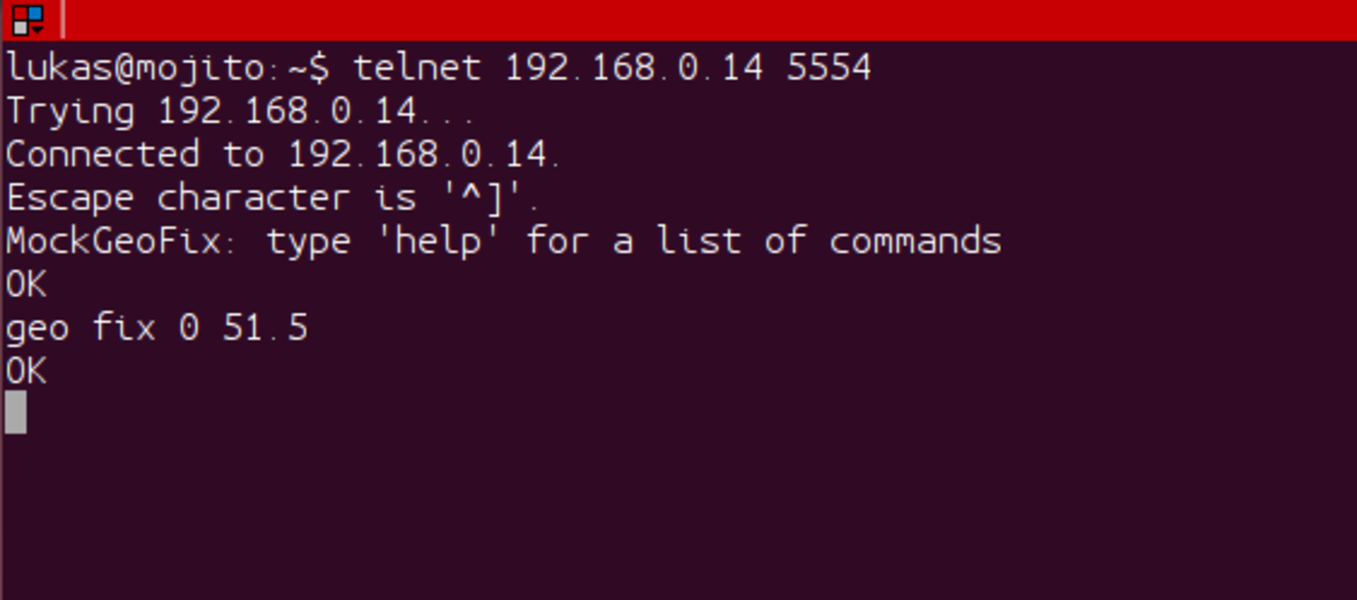 lukas@mojito:~$ telnet 192.168.0.14 5554
Trying 192.168.0.14...
Connected to 192.168.0.14.
Escape character is '^]'.
MockGeoFix: type 'help' for a list of commands
OK
geo fix 0 51.5
OK